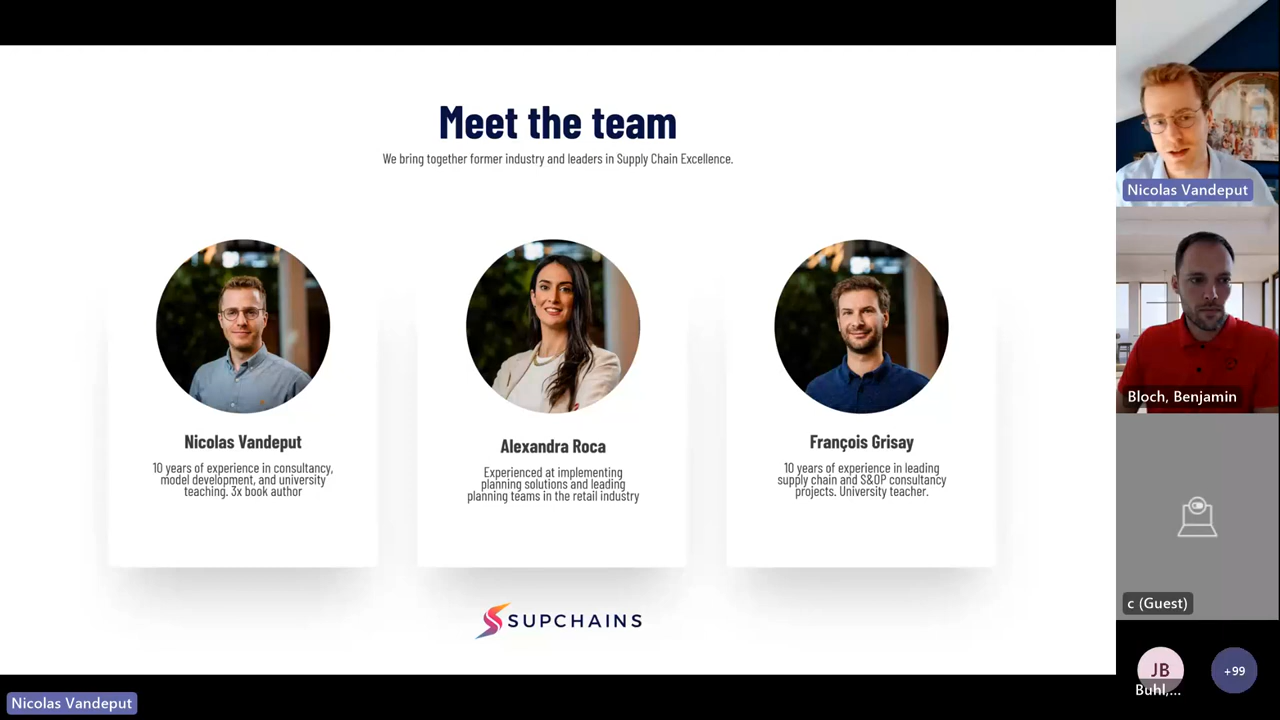 Meet the team
We bring together former industry and leaders in Supply Chain Excellence.
Nicolas Vandeput
10 years of experience in consultancy,
model development, and university
teaching. 3x book author
Alexandra Roca
Experienced at implementing
planning solutions and leading
planning teams in the retail industry
François Grisay
10 years of experience in leading
supply chain and S&OP consultancy
projects. University teacher.
SUPCHAINS
Nicolas Vandeput
Nicolas Vandeput
Bloch, Benjamin
c (Guest)
JB
Buhl,...
+99